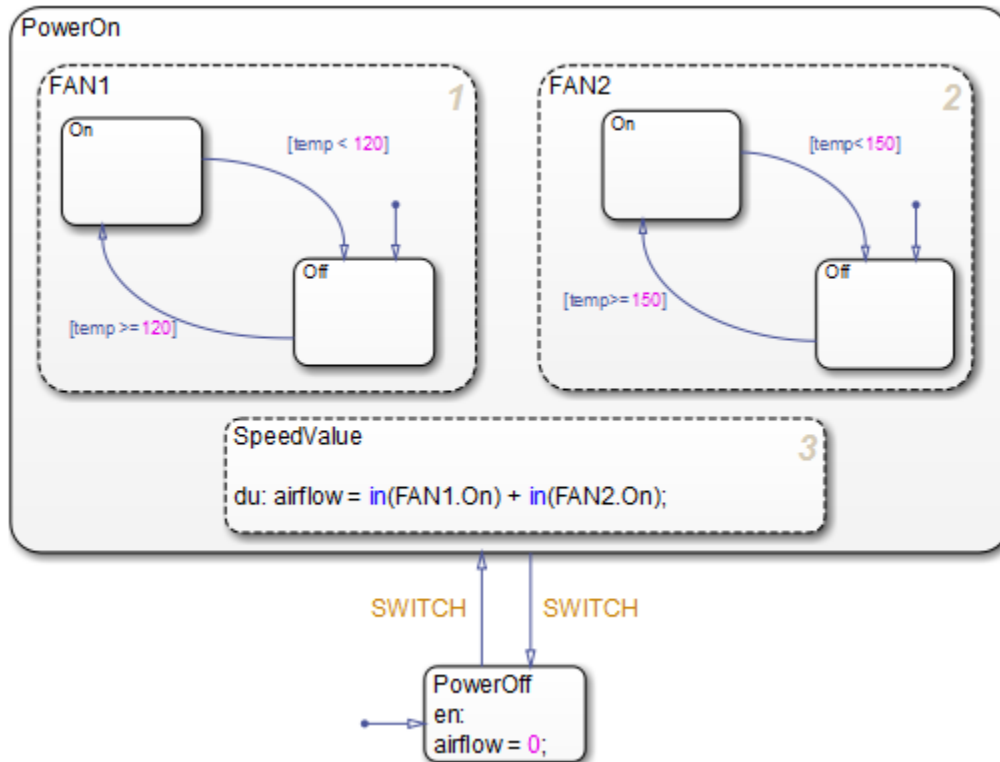 PowerOn
FAN1
1
On
[temp < 120]
Off
[temp >=120]
FAN2
2
On
[temp<150]
Off
[temp>=150]
SpeedValue
3
du: airflow = in(FAN1.On) + in(FAN2.On);
SWITCH
SWITCH
PowerOff
en:
airflow = 0;